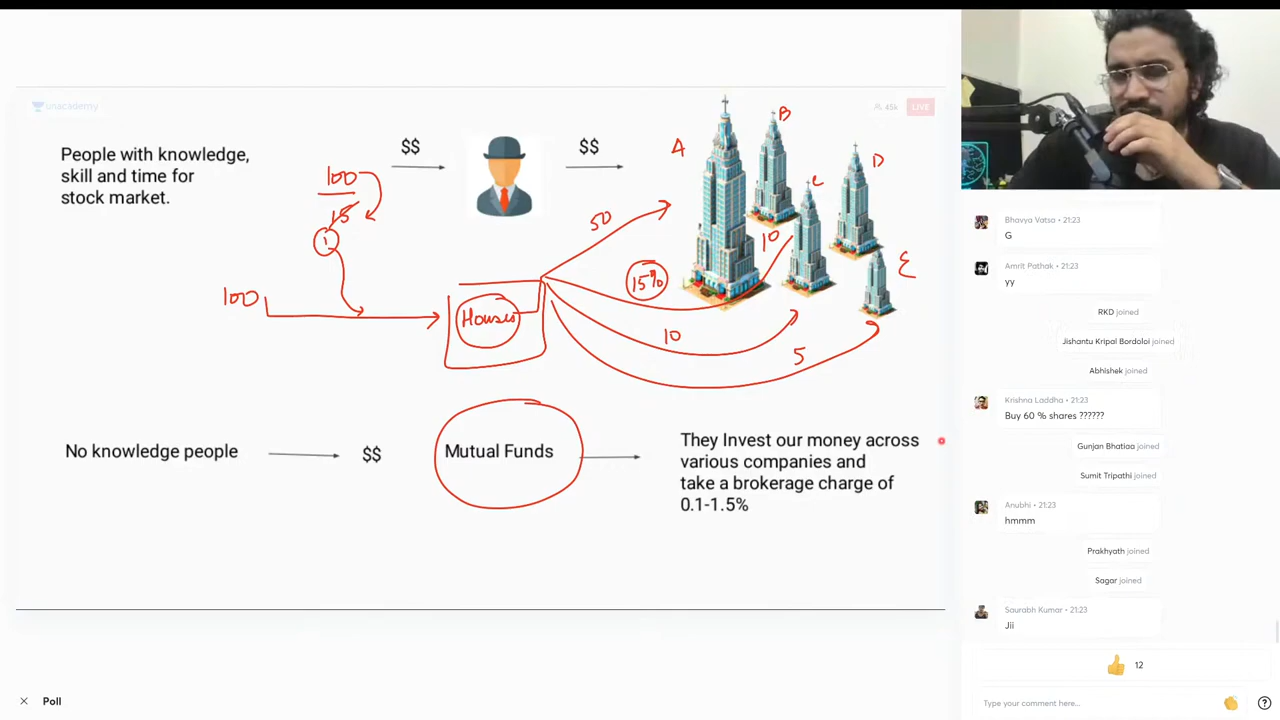 unacademy
45k
LIVE
People with knowledge,
skill and time for
stock market.
$$
$$
100
15
1
100
Houses
50
15%
10
10
5
A
B
C
D
E
No knowledge people
$$
Mutual Funds
They Invest our money across
various companies and
take a brokerage charge of
0.1-1.5%
Poll
Bhavya Vatsa • 21:23
G
Amrit Pathak • 21:23
yy
RKD joined
Jishantu Kripal Bordoloi joined
Abhishek joined
Krishna Laddha • 21:23
Buy 60 % shares ??????
Gunjan Bhatiaa joined
Sumit Tripathi joined
Anubhi • 21:23
hmmm
Prakhyath joined
Sagar joined
Saurabh Kumar • 21:23
Jii
12
Type your comment here...